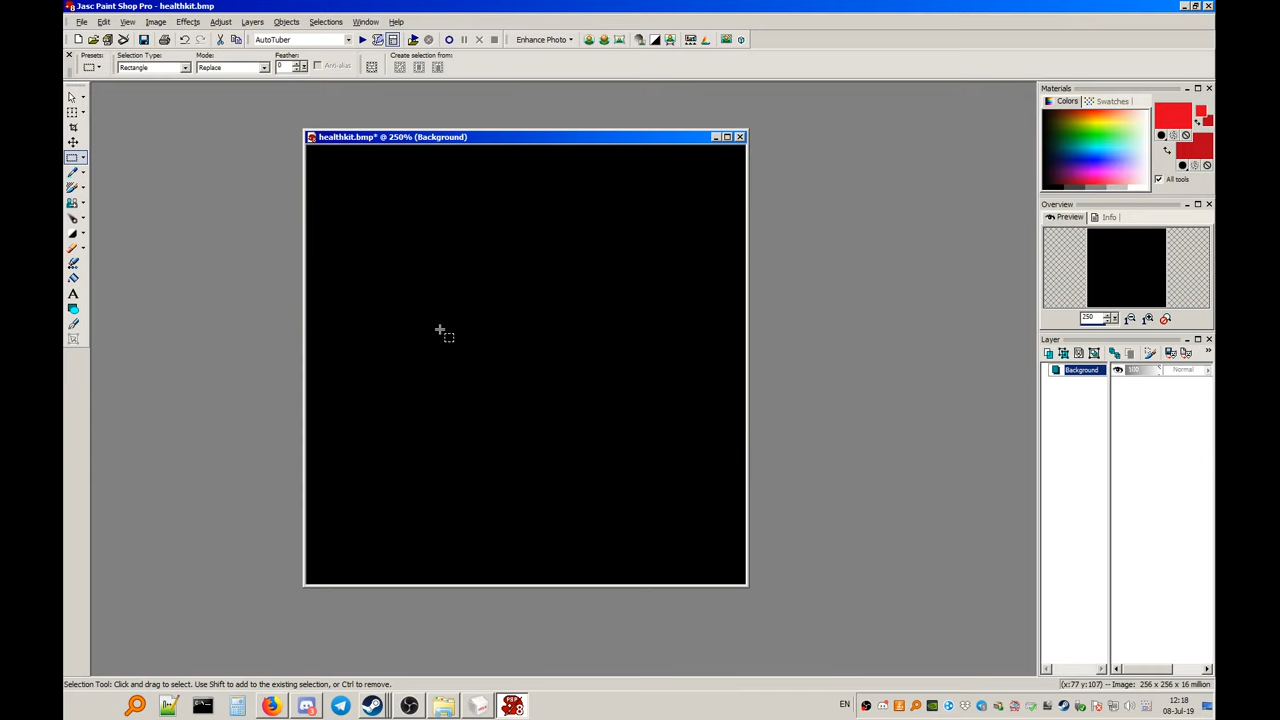 Jasc Paint Shop Pro - healthkit.bmp
File Edit View Image Effects Adjust Layers Objects Selections Window Help
AutoTuber Enhance Photo
Presets: Selection Type: Mode: Feather: Create selection from:
Rectangle Replace 0 Anti-alias
Materials
Colors Swatches
All tools
healthkit.bmp* @ 250% (Background)
Overview
Preview Info
250
Layer
Background 100 Normal
Selection Tool: Click and drag to select. Use Shift to add to the existing selection, or Ctrl to remove.
(x:77 y:107) -- Image: 256 x 256 x 16 million
EN
12:18
08-Jul-19